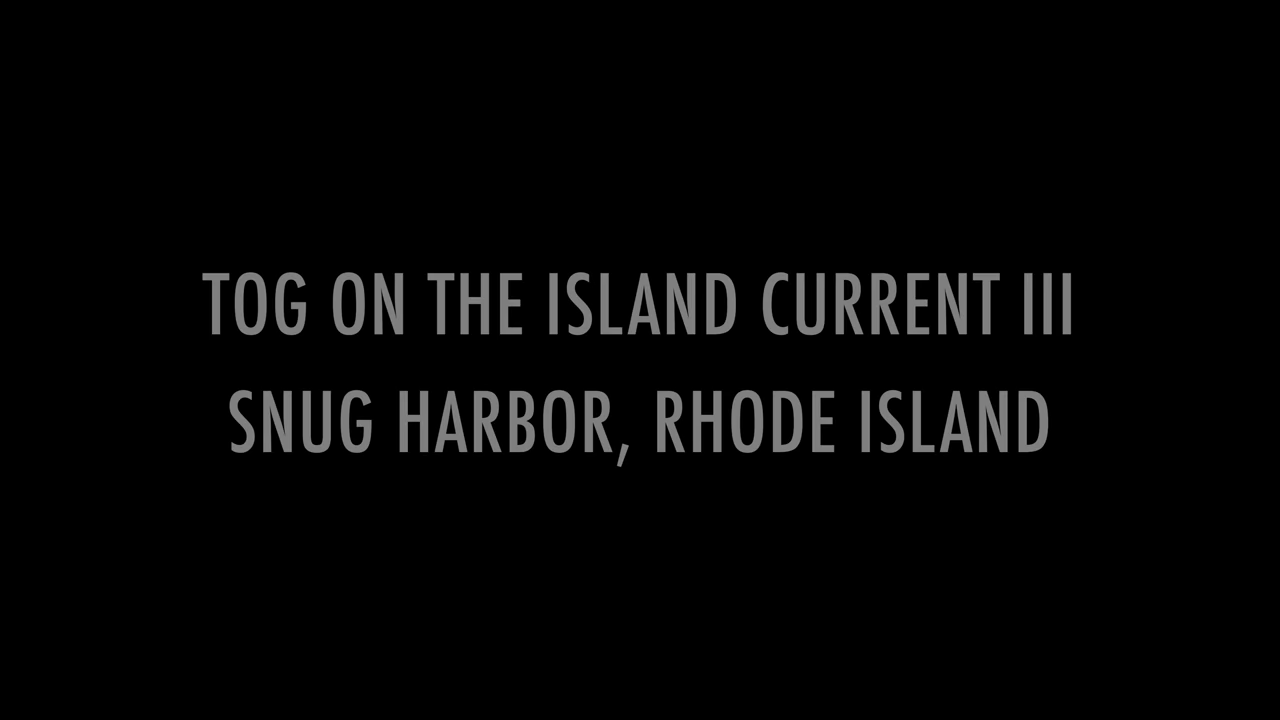 TOG ON THE ISLAND CURRENT III
SNUG HARBOR, RHODE ISLAND